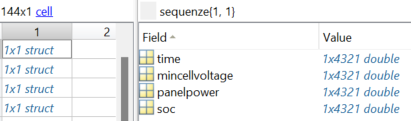 144x1 cell
1 2
1x1 struct
1x1 struct
1x1 struct
1x1 struct
sequenze{1, 1}
Field Value
time 1x4321 double
mincellvoltage 1x4321 double
panelpower 1x4321 double
soc 1x4321 double